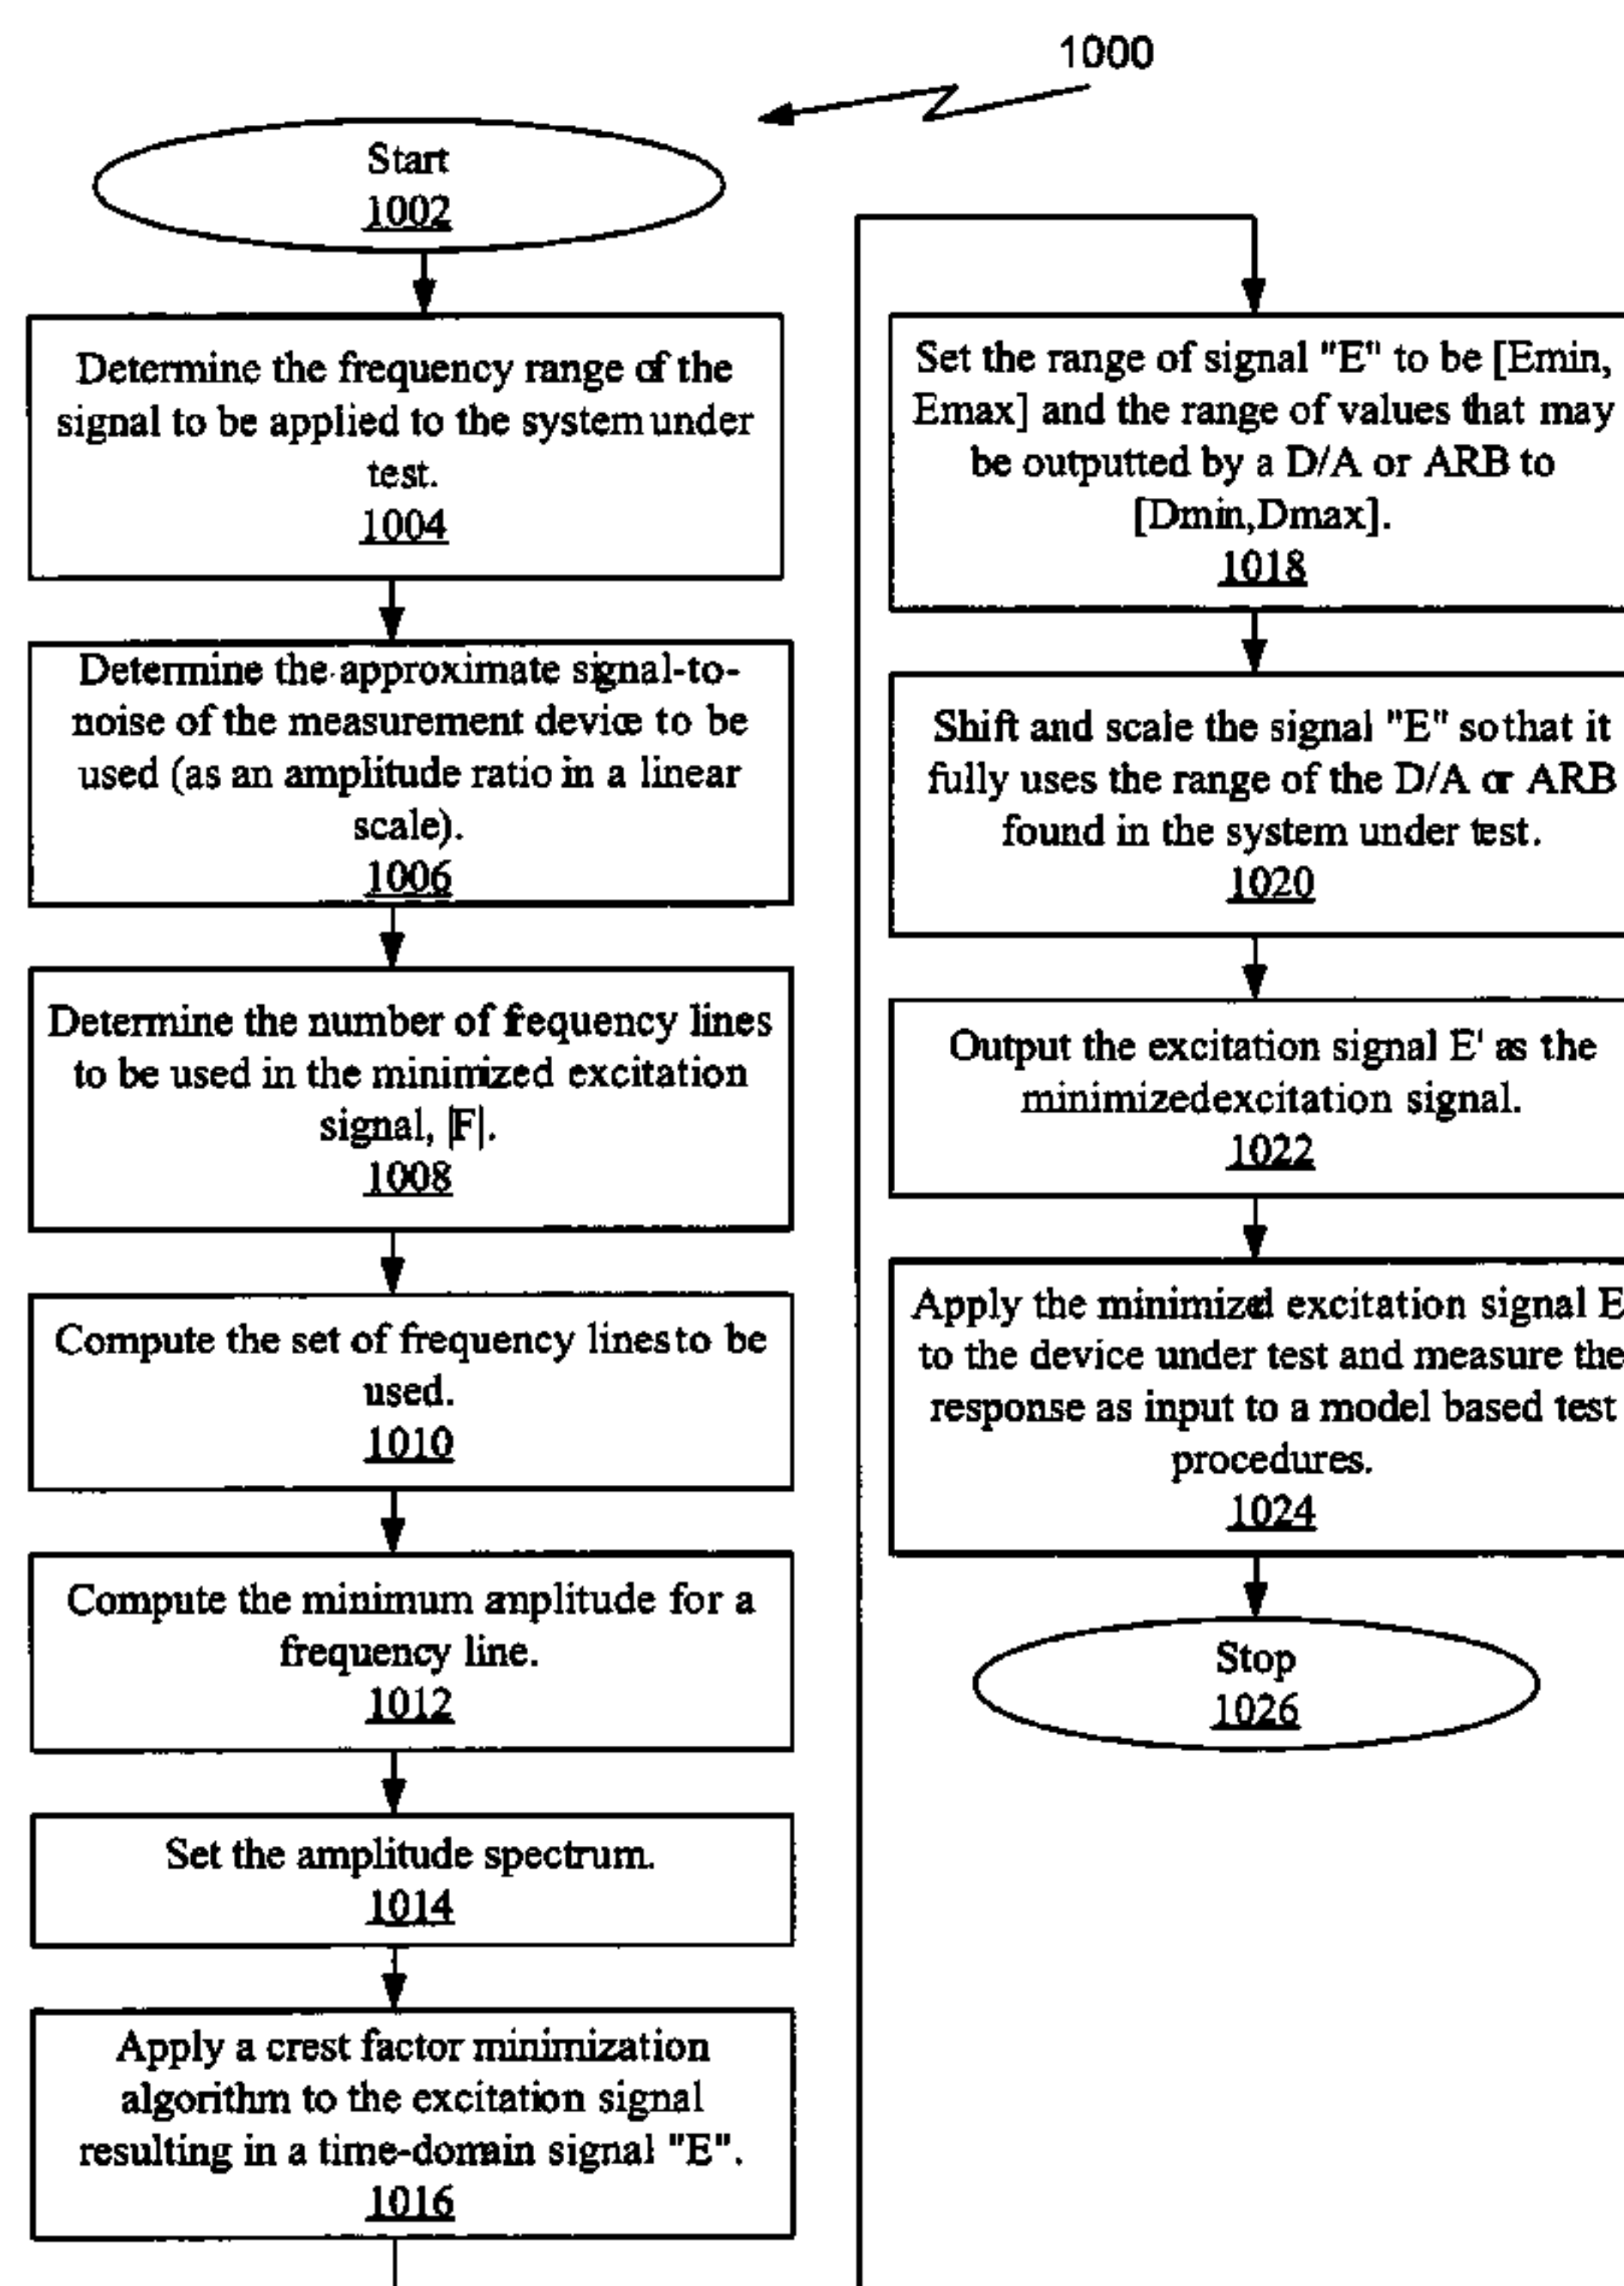 1000
Start
1002
Determine the frequency range of the
signal to be applied to the system under
test.
1004
Determine the approximate signal-to-
noise of the measurement device to be
used (as an amplitude ratio in a linear
scale).
1006
Determine the number of frequency lines
to be used in the minimized excitation
signal, |F|.
1008
Compute the set of frequency lines to be
used.
1010
Compute the minimum amplitude for a
frequency line.
1012
Set the amplitude spectrum.
1014
Apply a crest factor minimization
algorithm to the excitation signal
resulting in a time-domain signal "E".
1016
Set the range of signal "E" to be [Emin,
Emax] and the range of values that may
be outputted by a D/A or ARB to
[Dmin,Dmax].
1018
Shift and scale the signal "E" so that it
fully uses the range of the D/A or ARB
found in the system under test.
1020
Output the excitation signal E' as the
minimized excitation signal.
1022
Apply the minimized excitation signal E
to the device under test and measure the
response as input to a model based test
procedures.
1024
Stop
1026